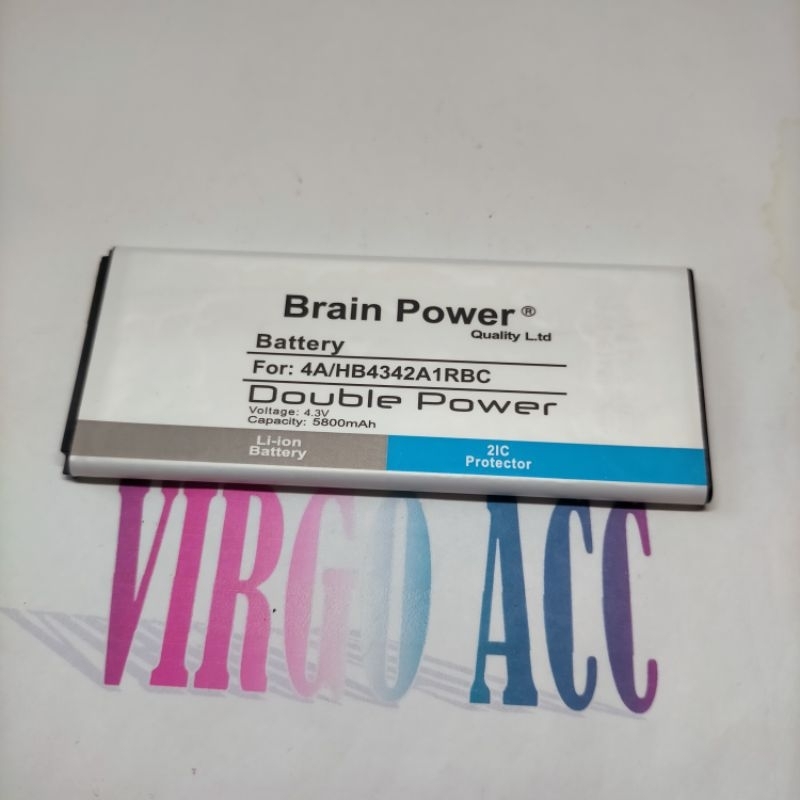 Brain Power ®
Quality L.td
Battery
For: 4A/HB4342A1RBC
Double Power
Voltage: 4.3V
Capacity: 5800mAh
Li-ion
Battery
2IC
Protector
VIRGO ACC